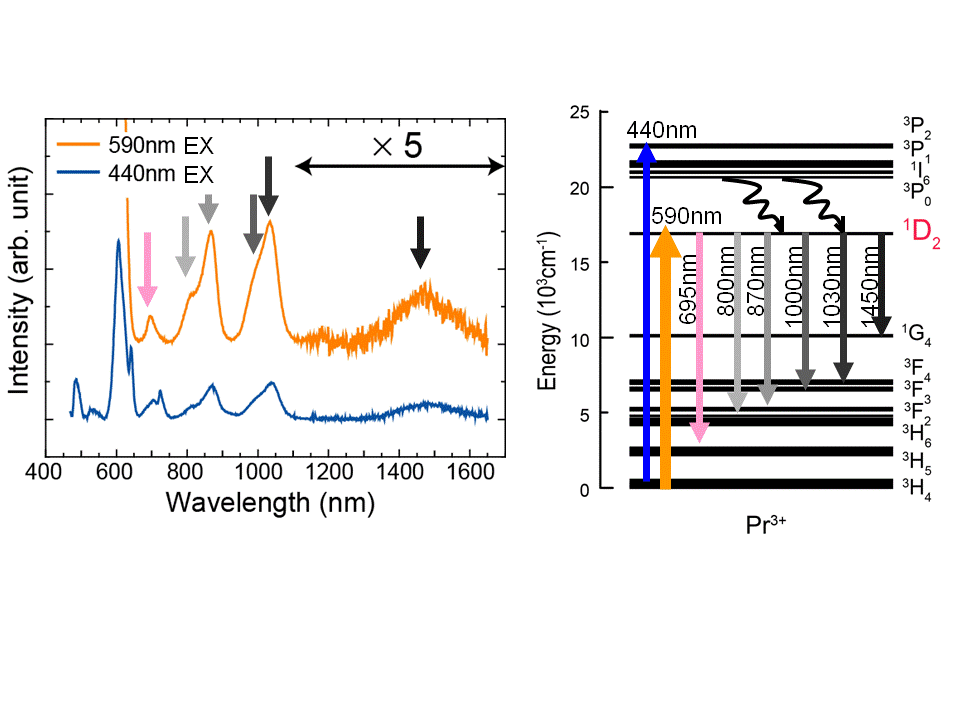 590nm EX
440nm EX
× 5
Intensity (arb. unit)
400 600 800 1000 1200 1400 1600
Wavelength (nm)
25
20
15
10
5
0
Energy (10³cm⁻¹)
440nm
590nm
695nm
800nm
870nm
1000nm
1030nm
1450nm
³P₂
³P₁
¹I₆
³P₀
¹D₂
¹G₄
³F₄
³F₃
³F₂
³H₆
³H₅
³H₄
Pr³⁺